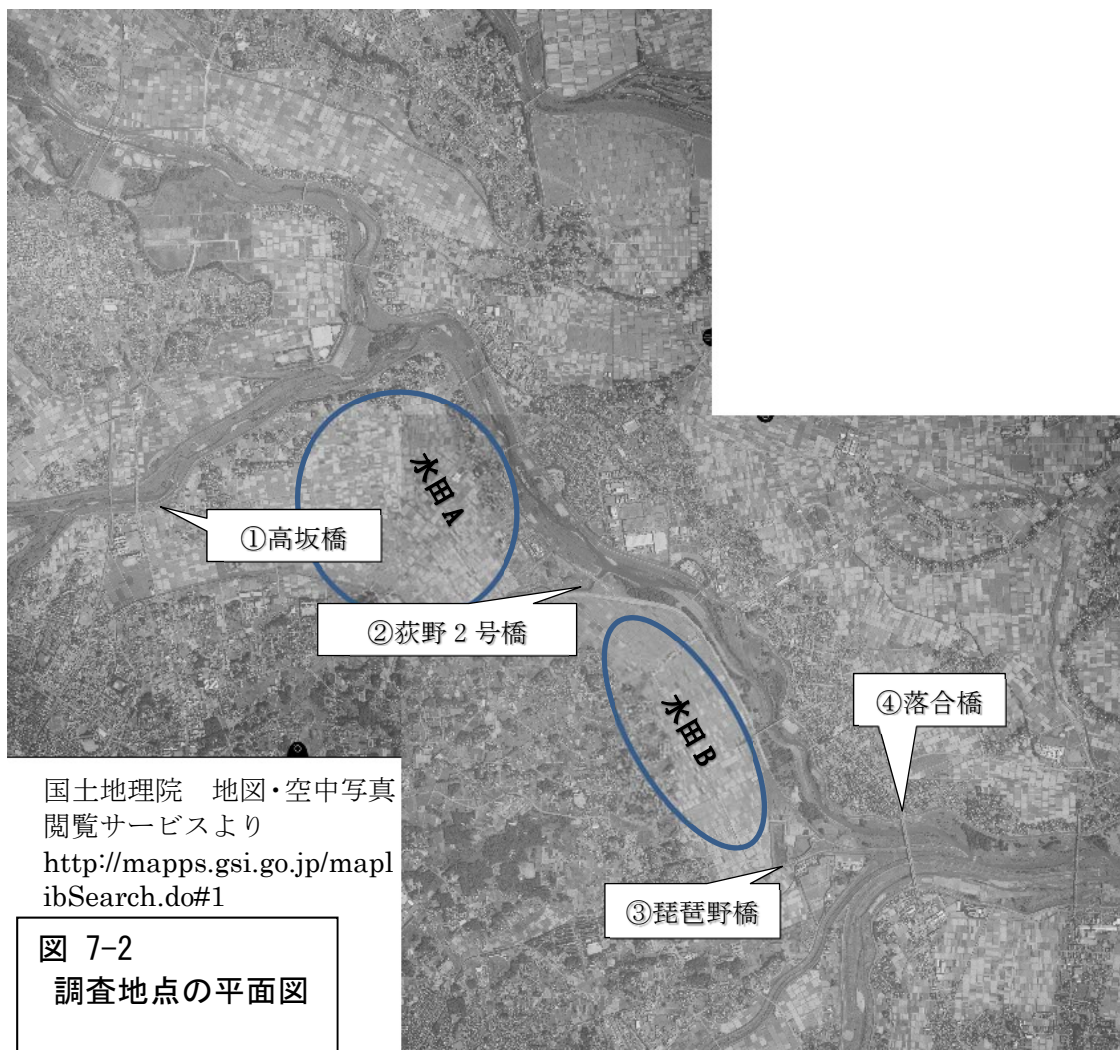 水田 A
①高坂橋
②荻野 2 号橋
水田 B
④落合橋
③琵琶野橋
国土地理院　地図・空中写真
閲覧サービスより
http://mapps.gsi.go.jp/mapl
ibSearch.do#1
図 7-2
調査地点の平面図